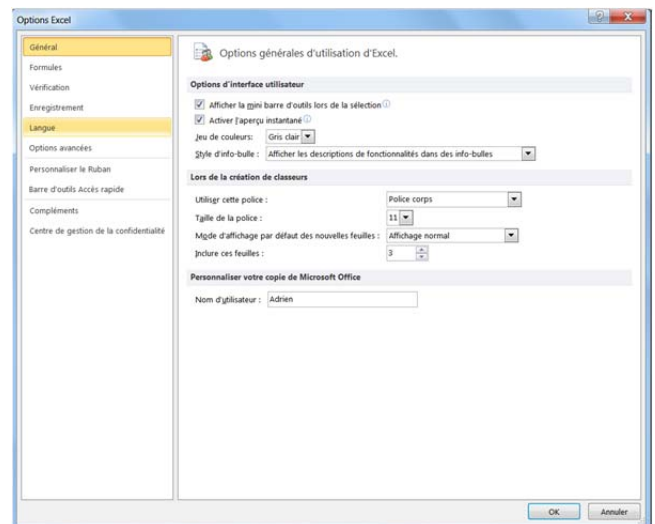 Options Excel
Général
Formules
Vérification
Enregistrement
Langue
Options avancées
Personnaliser le Ruban
Barre d'outils Accès rapide
Compléments
Centre de gestion de la confidentialité
Options générales d'utilisation d'Excel.
Options d'interface utilisateur
Afficher la mini barre d'outils lors de la sélection
Activer l'aperçu instantané
Jeu de couleurs: Gris clair
Style d'info-bulle : Afficher les descriptions de fonctionnalités dans des info-bulles
Lors de la création de classeurs
Utiliser cette police : Police corps
Taille de la police : 11
Mode d'affichage par défaut des nouvelles feuilles : Affichage normal
Inclure ces feuilles : 3
Personnaliser votre copie de Microsoft Office
Nom d'utilisateur : Adrien
OK Annuler